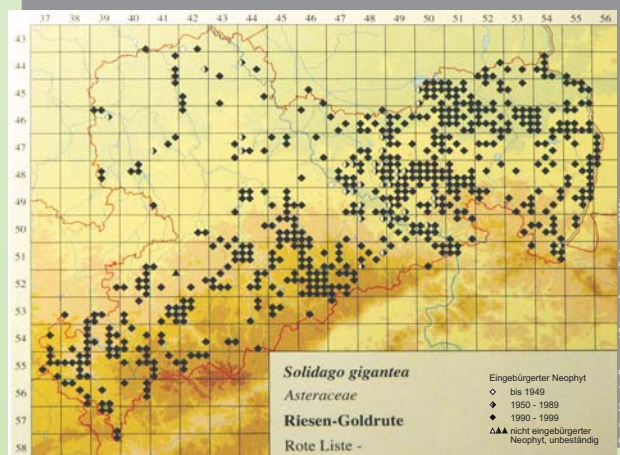 37 38 39 40 41 42 43 44 45 46 47 48 49 50 51 52 53 54 55 56
43
44
45
46
47
48
49
50
51
52
53
54
55
56
57
58
Solidago gigantea
Asteraceae
Riesen-Goldrute
Rote Liste -
Eingebürgerter Neophyt
◇ bis 1949
1950 - 1989
◆ 1990 - 1999
△▲▲ nicht eingebürgerter
Neophyt, unbeständig